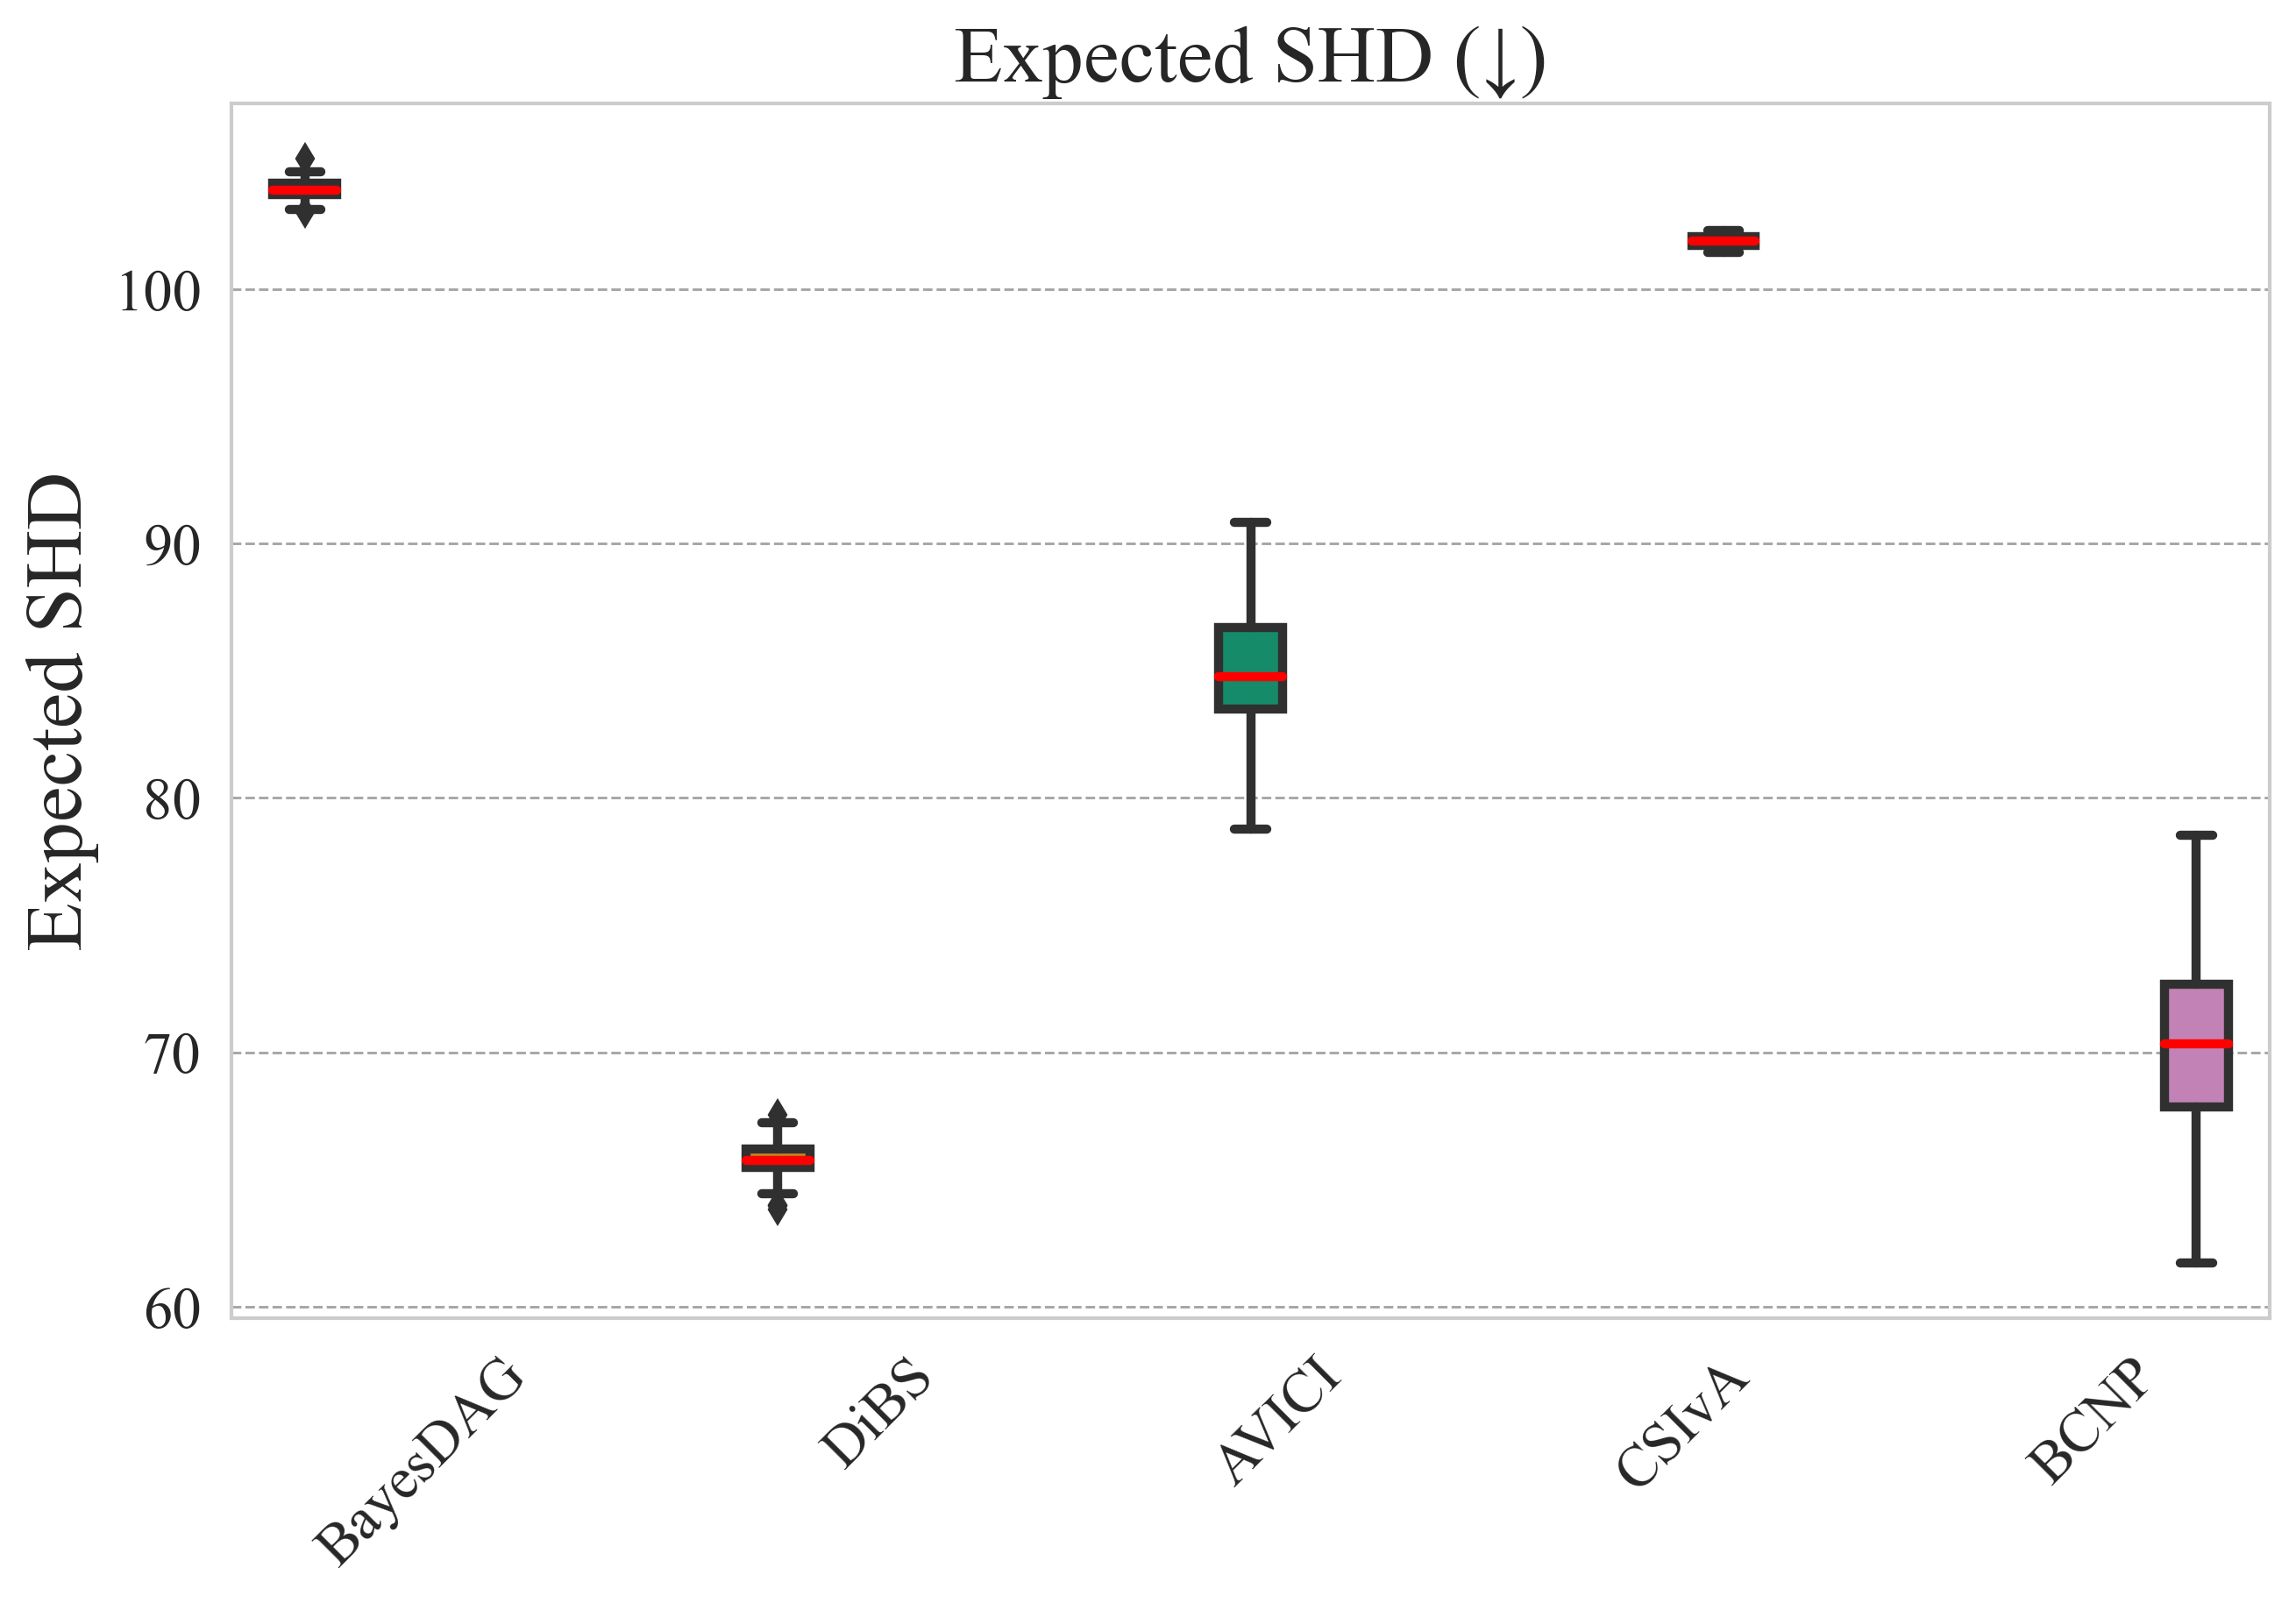 Expected SHD (↓)
Expected SHD
100
90
80
70
60
BayesDAG
DiBS
AVICI
CSIvA
BCNP